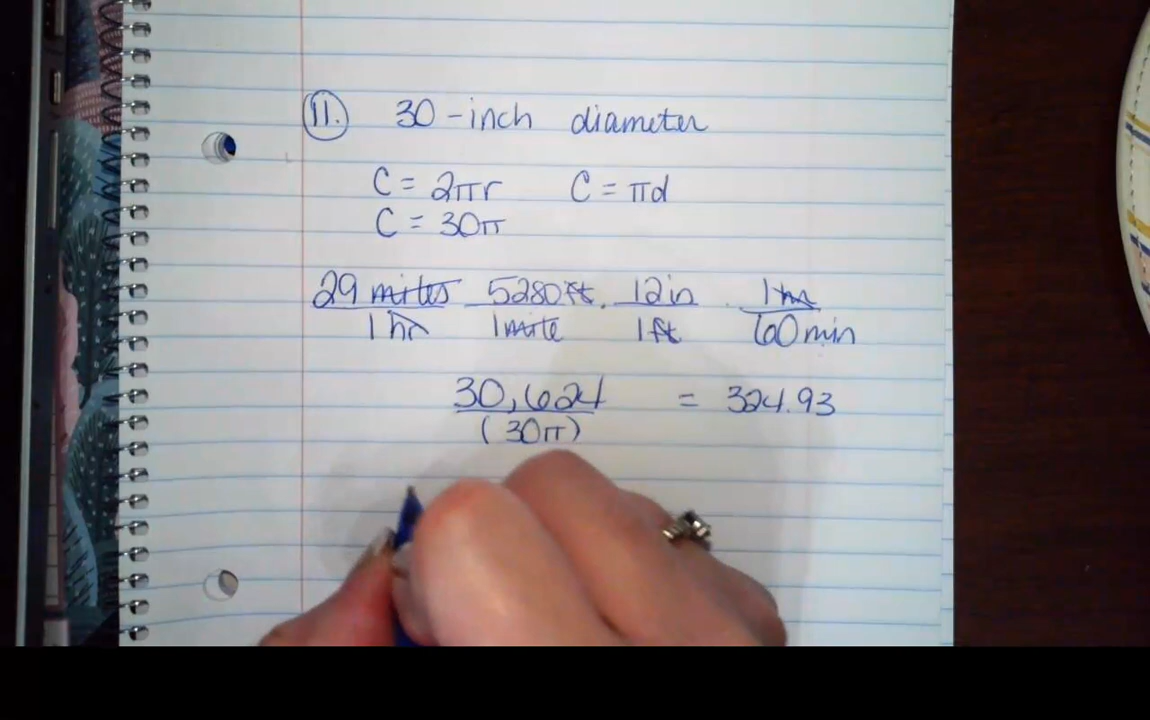 11. 30-inch diameter
C = 2πr C = πd
C = 30π
29 miles 5280 ft . 12 in . 1 hr
1 hr 1 mile 1 ft 60 min
30,624 = 324.93
(30π)